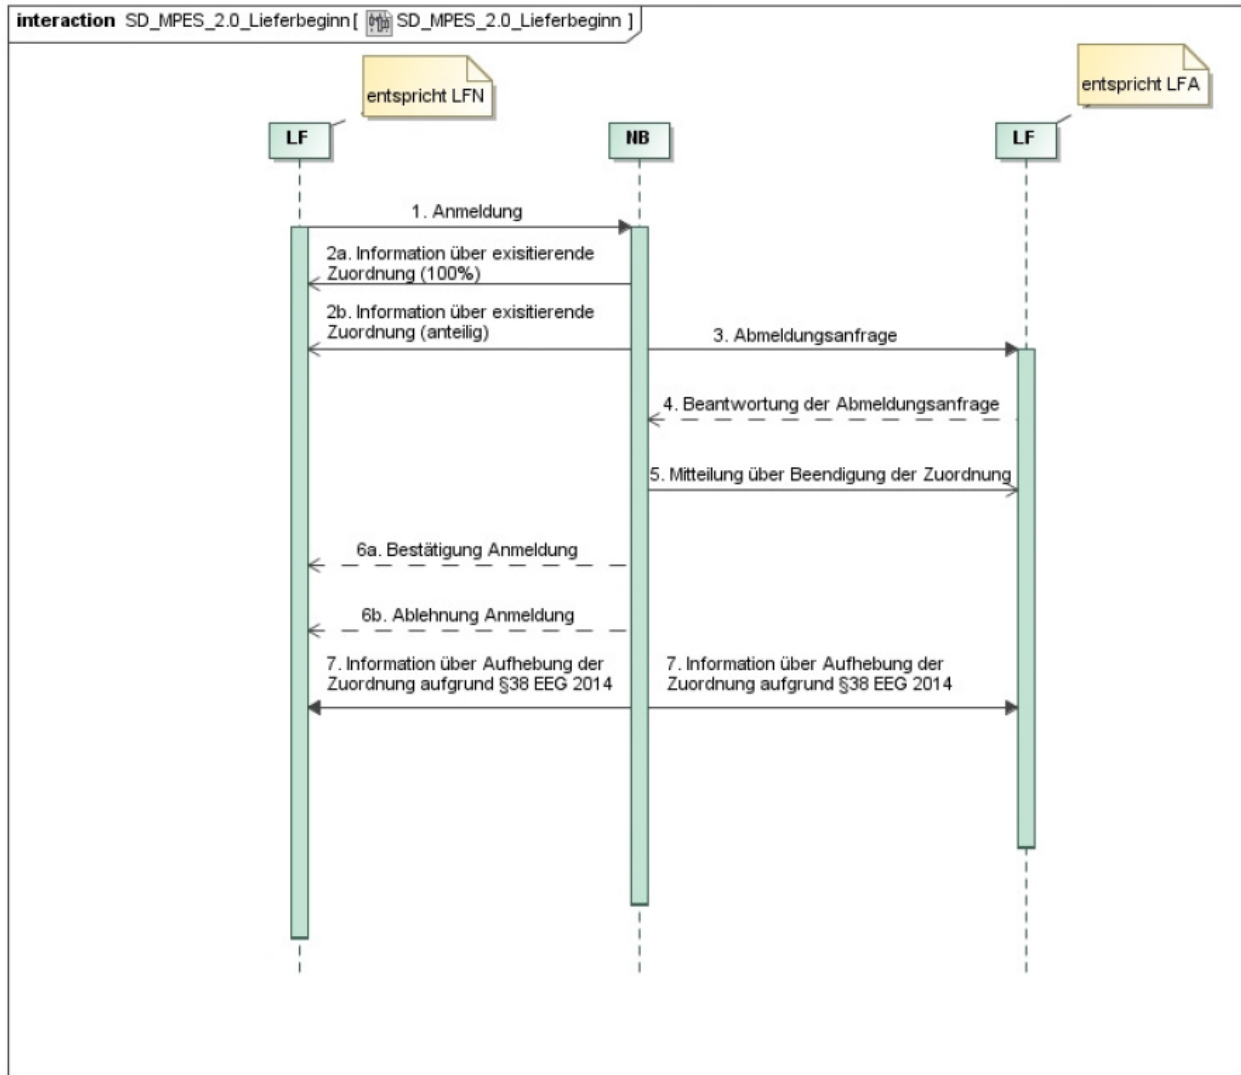 interaction SD_MPES_2.0_Lieferbeginn[ SD_MPES_2.0_Lieferbeginn ]
entspricht LFN
entspricht LFA
LF
NB
LF
1. Anmeldung
2a. Information über exisitierende
Zuordnung (100%)
2b. Information über exisitierende
Zuordnung (anteilig)
3. Abmeldungsanfrage
4. Beantwortung der Abmeldungsanfrage
5. Mitteilung über Beendigung der Zuordnung
6a. Bestätigung Anmeldung
6b. Ablehnung Anmeldung
7. Information über Aufhebung der
Zuordnung aufgrund §38 EEG 2014
7. Information über Aufhebung der
Zuordnung aufgrund §38 EEG 2014